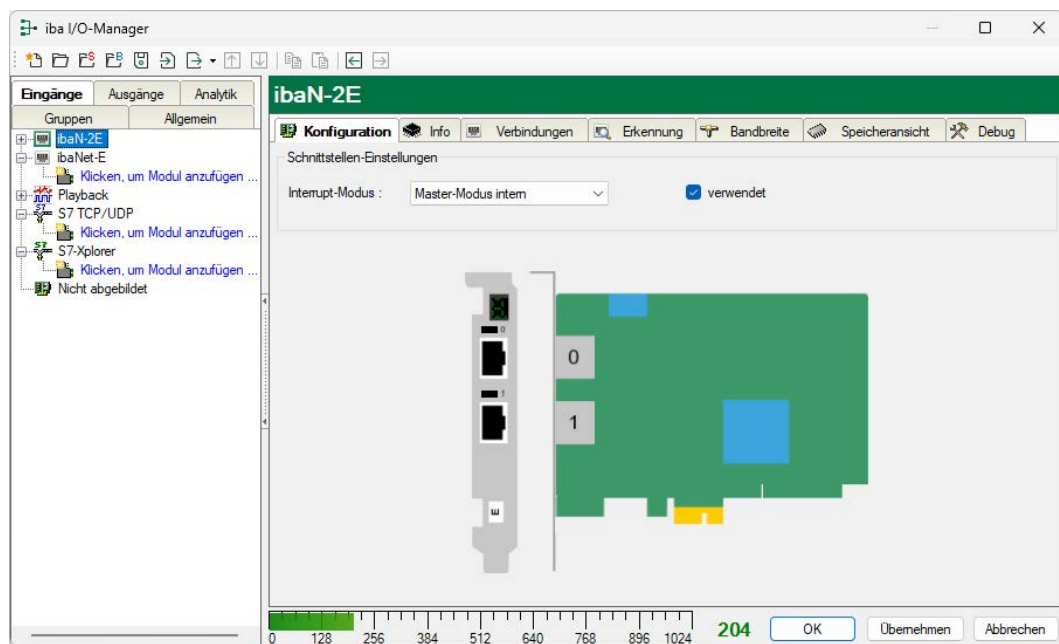 iba I/O-Manager
Eingänge Ausgänge Analytik
Gruppen Allgemein
ibaN-2E
ibaNet-E
Klicken, um Modul anzufügen ...
Playback
S7 TCP/UDP
Klicken, um Modul anzufügen ...
S7-Xplorer
Klicken, um Modul anzufügen ...
Nicht abgebildet
ibaN-2E
Konfiguration Info Verbindungen Erkennung Bandbreite Speicheransicht Debug
Schnittstellen-Einstellungen
Interrupt-Modus : Master-Modus intern verwendet
0
0
1
1
E
0 128 256 384 512 640 768 896 1024
204 OK Übernehmen Abbrechen